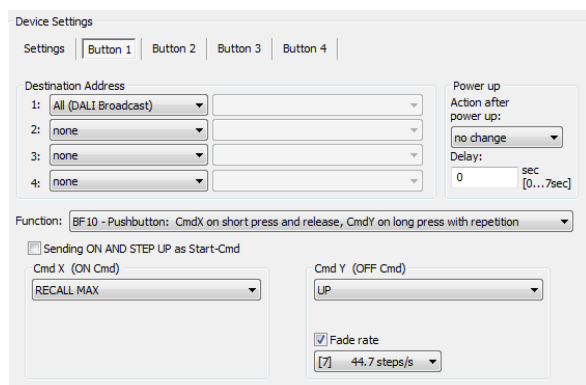 Device Settings
Settings Button 1 Button 2 Button 3 Button 4
Destination Address
1: All (DALI Broadcast)
2: none
3: none
4: none
Power up
Action after
power up:
no change
Delay:
0 sec
[0...7sec]
Function: BF10 - Pushbutton: CmdX on short press and release, CmdY on long press with repetition
Sending ON AND STEP UP as Start-Cmd
Cmd X (ON Cmd)
RECALL MAX
Cmd Y (OFF Cmd)
UP
Fade rate
[7] 44.7 steps/s